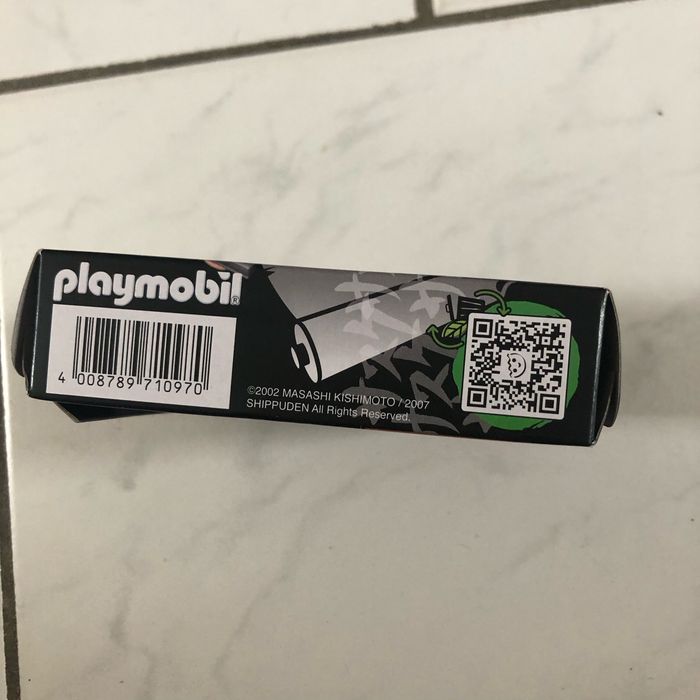 playmobil®
4 008789 710970
©2002 MASASHI KISHIMOTO / 2007
SHIPPUDEN All Rights Reserved.